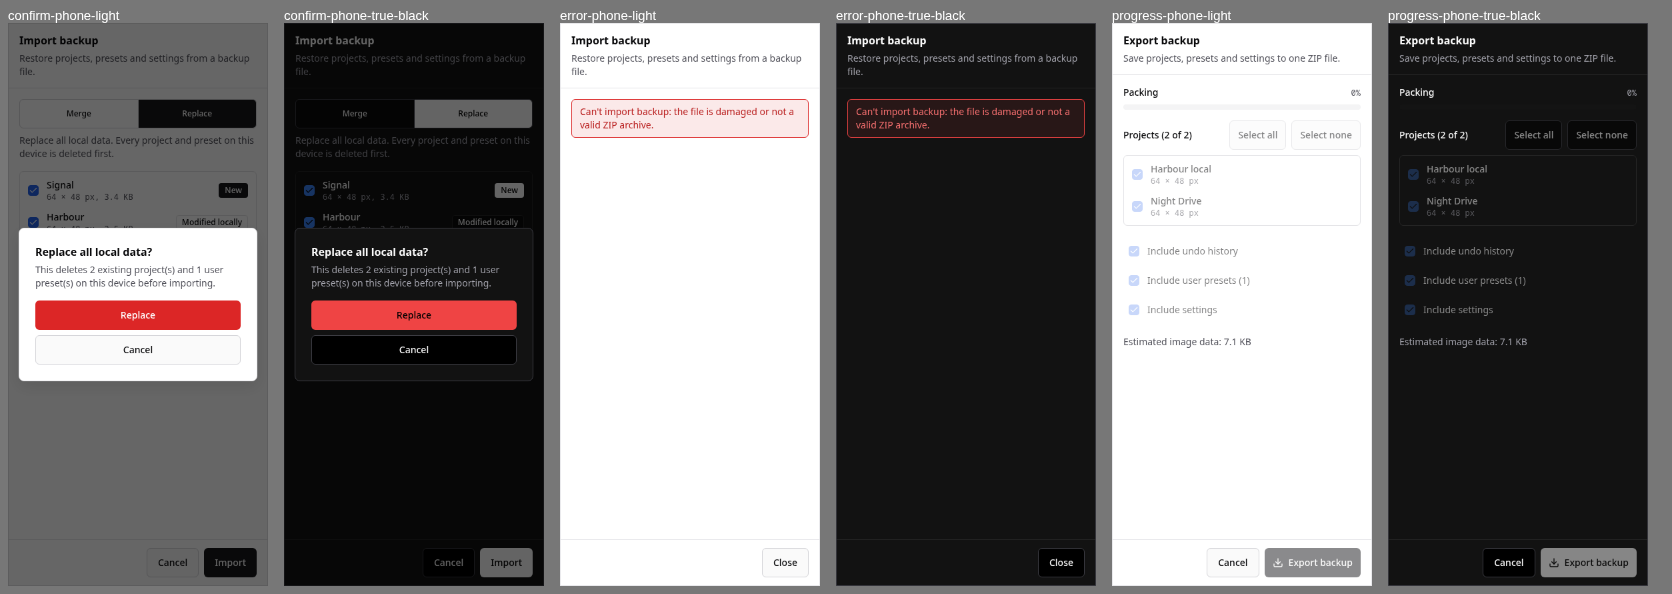 confirm-phone-light
Import backup
Restore projects, presets and settings from a backup
file.
Merge
Replace
Replace all local data. Every project and preset on this
device is deleted first.
Signal
64 × 48 px, 3.4 KB
New
Harbour
Modified locally
Replace all local data?
This deletes 2 existing project(s) and 1 user
preset(s) on this device before importing.
Replace
Cancel
Cancel
Import
confirm-phone-true-black
Import backup
Restore projects, presets and settings from a backup
file.
Merge
Replace
Replace all local data. Every project and preset on this
device is deleted first.
Signal
64 × 48 px, 3.4 KB
New
Harbour
Modified locally
Replace all local data?
This deletes 2 existing project(s) and 1 user
preset(s) on this device before importing.
Replace
Cancel
Cancel
Import
error-phone-light
Import backup
Restore projects, presets and settings from a backup
file.
Can't import backup: the file is damaged or not a
valid ZIP archive.
Close
error-phone-true-black
Import backup
Restore projects, presets and settings from a backup
file.
Can't import backup: the file is damaged or not a
valid ZIP archive.
Close
progress-phone-light
Export backup
Save projects, presets and settings to one ZIP file.
Packing
0%
Projects (2 of 2)
Select all
Select none
Harbour local
64 × 48 px
Night Drive
64 × 48 px
Include undo history
Include user presets (1)
Include settings
Estimated image data: 7.1 KB
Cancel
Export backup
progress-phone-true-black
Export backup
Save projects, presets and settings to one ZIP file.
Packing
0%
Projects (2 of 2)
Select all
Select none
Harbour local
64 × 48 px
Night Drive
64 × 48 px
Include undo history
Include user presets (1)
Include settings
Estimated image data: 7.1 KB
Cancel
Export backup